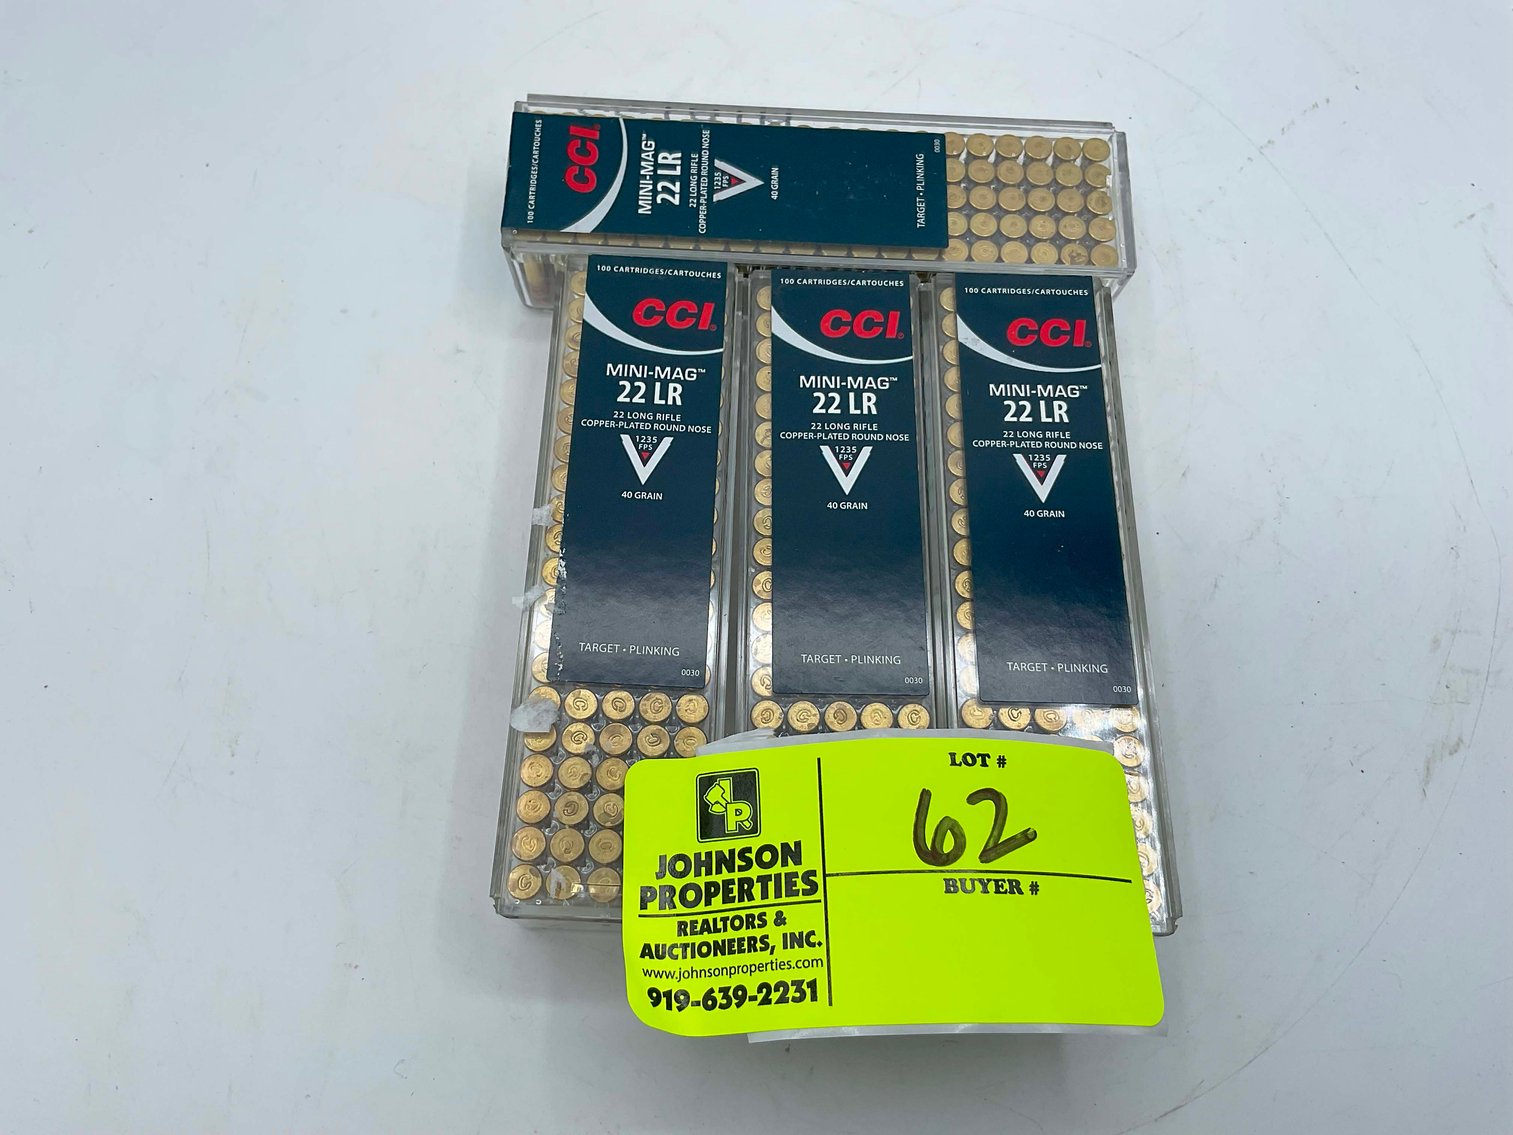 100 CARTRIDGES/CARTOUCHES
CCI®
MINI-MAG™
22 LR
22 LONG RIFLE
COPPER-PLATED ROUND NOSE
1235
FPS
40 GRAIN
TARGET • PLINKING
0030
100 CARTRIDGES/CARTOUCHES
CCI®
MINI-MAG™
22 LR
22 LONG RIFLE
COPPER-PLATED ROUND NOSE
1235
FPS
40 GRAIN
TARGET • PLINKING
0030
100 CARTRIDGES/CARTOUCHES
CCI®
MINI-MAG™
22 LR
22 LONG RIFLE
COPPER-PLATED ROUND NOSE
1235
FPS
40 GRAIN
TARGET • PLINKING
0030
100 CARTRIDGES/CARTOUCHES
CCI®
MINI-MAG™
22 LR
22 LONG RIFLE
COPPER-PLATED ROUND NOSE
1235
FPS
40 GRAIN
TARGET • PLINKING
0030
JP
JOHNSON
PROPERTIES
REALTORS &
AUCTIONEERS, INC.
www.johnsonproperties.com
919-639-2231
LOT #
62
BUYER #